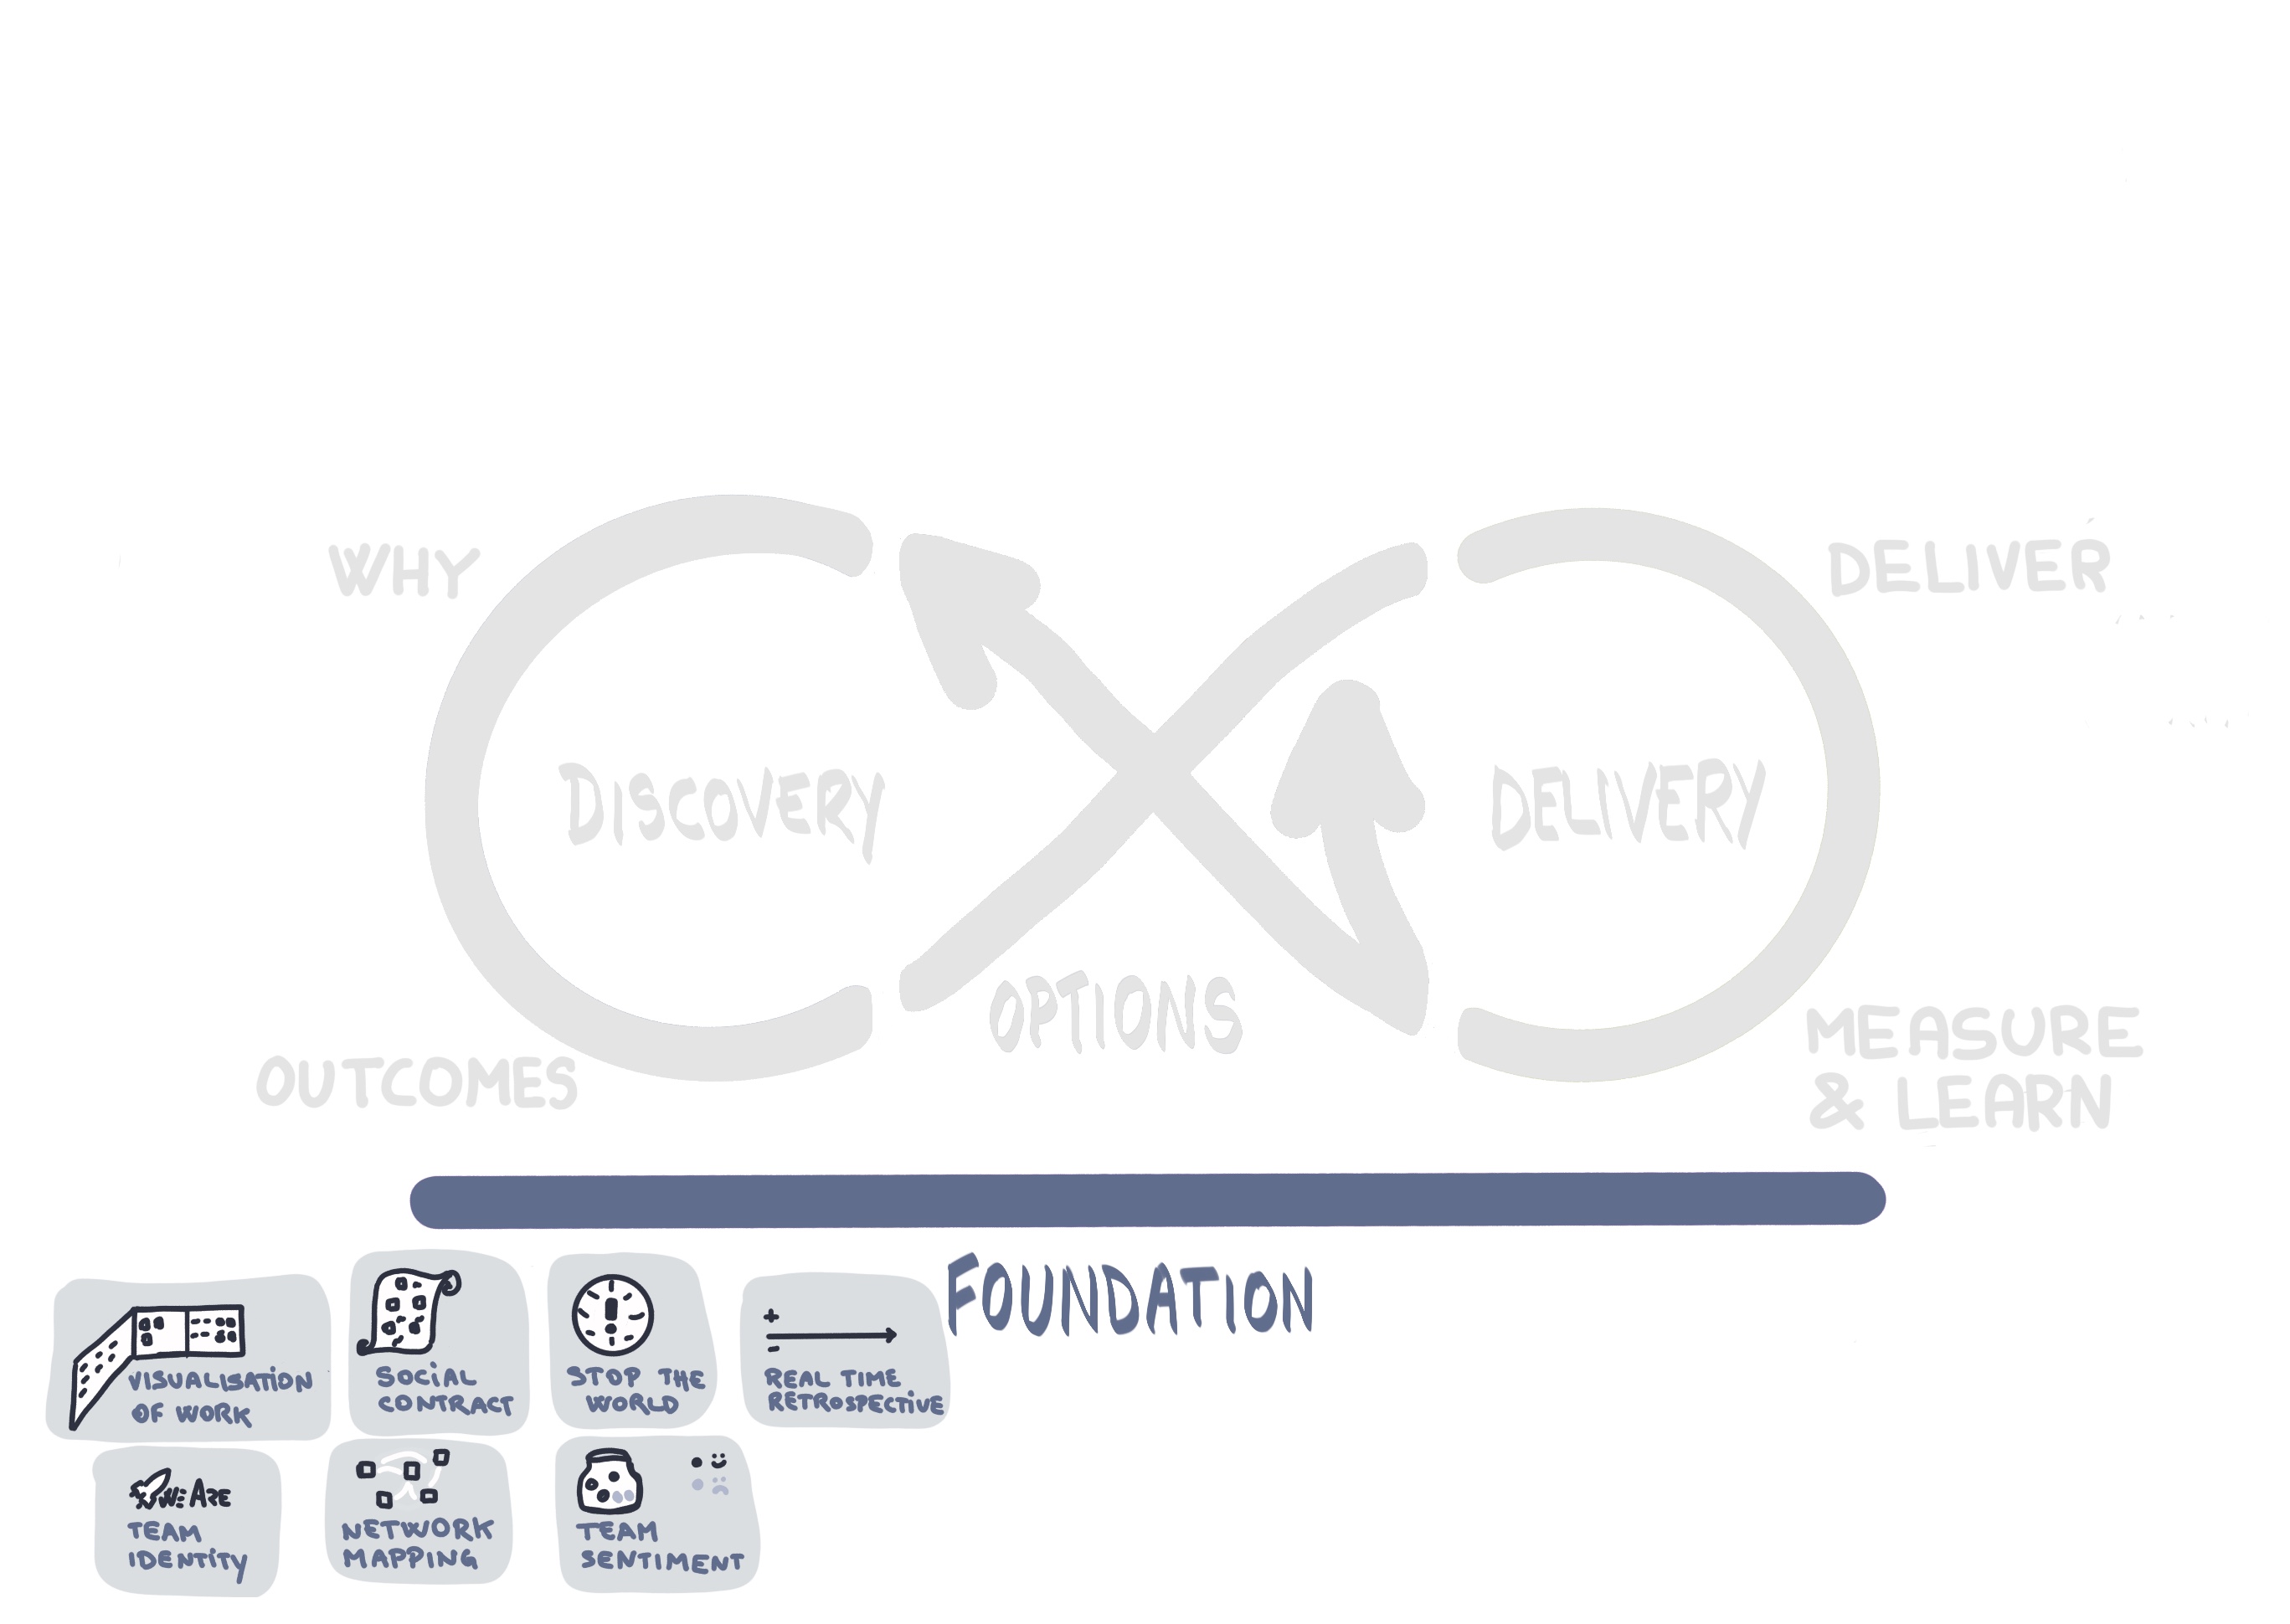 WHY
DELIVER
DISCOVERY
DELIVERY
OPTIONS
OUTCOMES
MEASURE
& LEARN
FOUNDATION
VISUALISATION
OF WORK
SOCIAL
CONTRACT
STOP THE
WORLD
REAL TIME
RETROSPECTIVE
WE ARE
TEAM
IDENTITY
NETWORK
MAPPING
TEAM
SENTIMENT